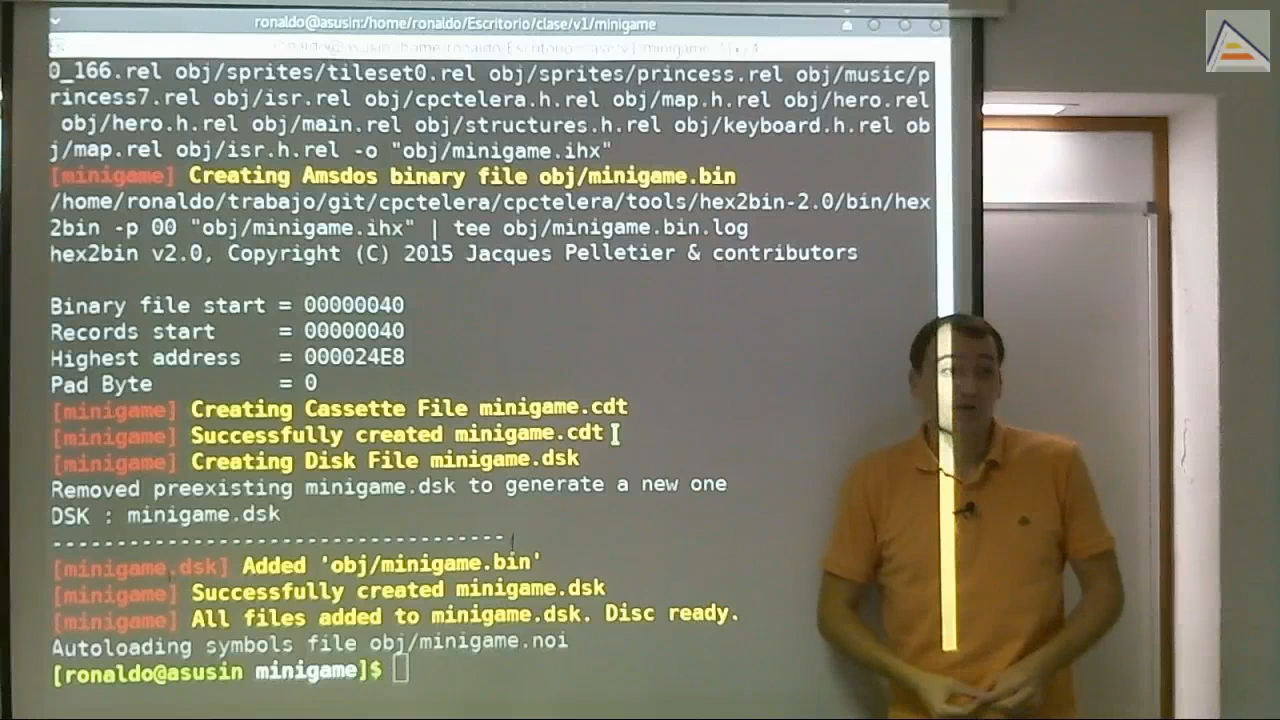 ronaldo@asusin:/home/ronaldo/Escritorio/clase/v1/minigame
0_166.rel obj/sprites/tileset0.rel obj/sprites/princess.rel obj/music/p
rincess7.rel obj/isr.rel obj/cpctelera.h.rel obj/map.h.rel obj/hero.rel
obj/hero.h.rel obj/main.rel obj/structures.h.rel obj/keyboard.h.rel ob
j/map.rel obj/isr.h.rel -o "obj/minigame.ihx"
[minigame] Creating Amsdos binary file obj/minigame.bin
/home/ronaldo/trabajo/git/cpctelera/cpctelera/tools/hex2bin-2.0/bin/hex
2bin -p 00 "obj/minigame.ihx" | tee obj/minigame.bin.log
hex2bin v2.0, Copyright (C) 2015 Jacques Pelletier & contributors
Binary file start = 00000040
Records start = 00000040
Highest address = 000024E8
Pad Byte = 0
[minigame] Creating Cassette File minigame.cdt
[minigame] Successfully created minigame.cdt
[minigame] Creating Disk File minigame.dsk
Removed preexisting minigame.dsk to generate a new one
DSK : minigame.dsk
------------------------------------
[minigame.dsk] Added 'obj/minigame.bin'
[minigame] Successfully created minigame.dsk
[minigame] All files added to minigame.dsk. Disc ready.
Autoloading symbols file obj/minigame.noi
[ronaldo@asusin minigame]$